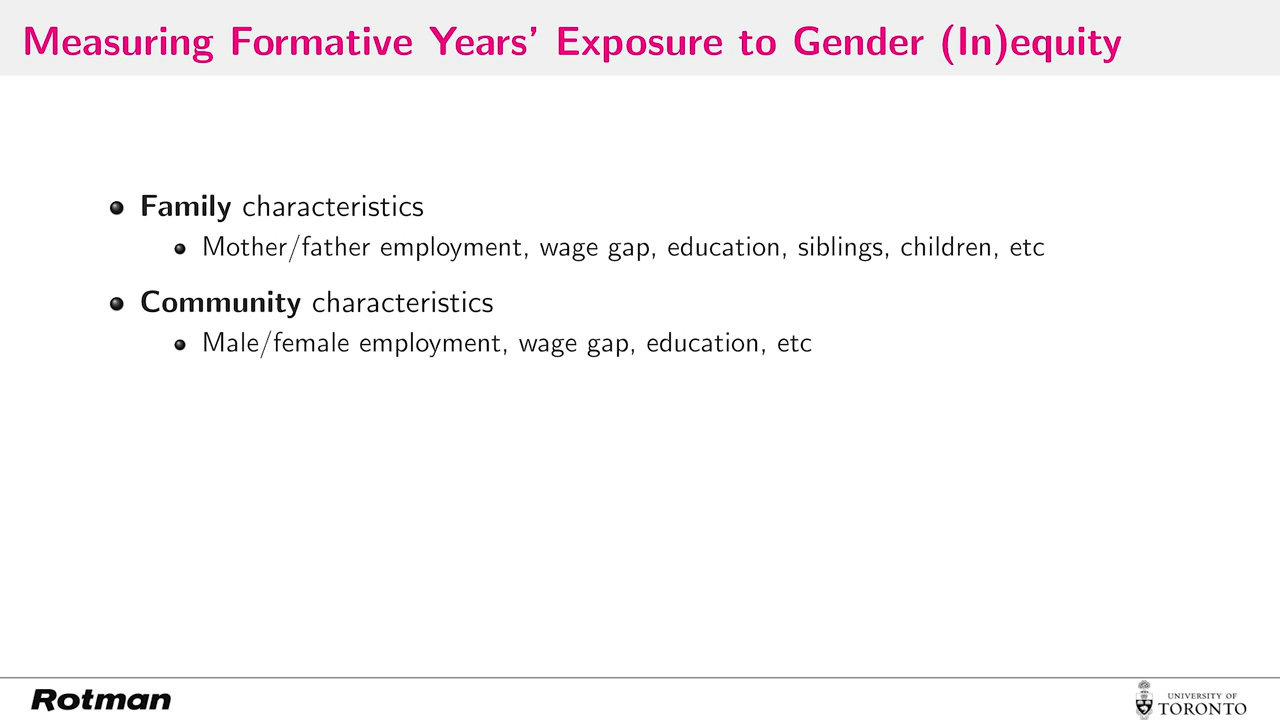 Measuring Formative Years' Exposure to Gender (In)equity
Family characteristics
Mother/father employment, wage gap, education, siblings, children, etc
Community characteristics
Male/female employment, wage gap, education, etc
Rotman
UNIVERSITY OF
TORONTO